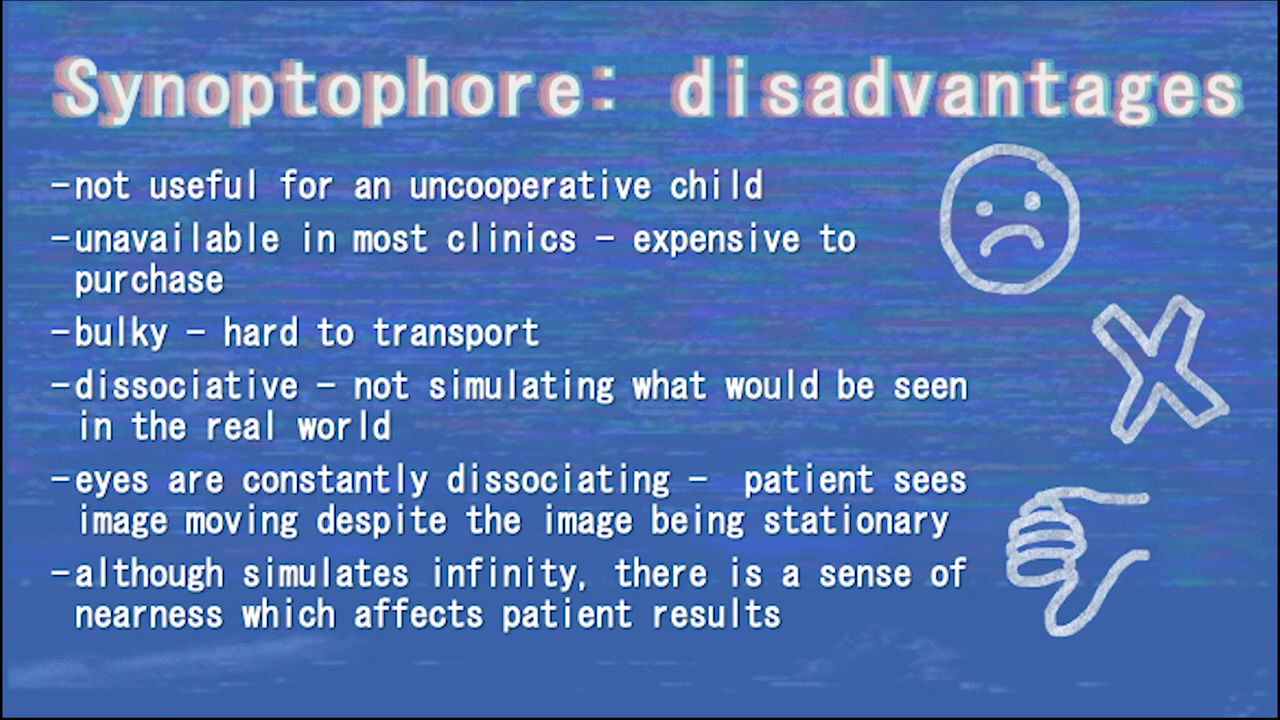 Synoptophore: disadvantages
-not useful for an uncooperative child
-unavailable in most clinics - expensive to
purchase
-bulky - hard to transport
-dissociative - not simulating what would be seen
in the real world
-eyes are constantly dissociating - patient sees
image moving despite the image being stationary
-although simulates infinity, there is a sense of
nearness which affects patient results